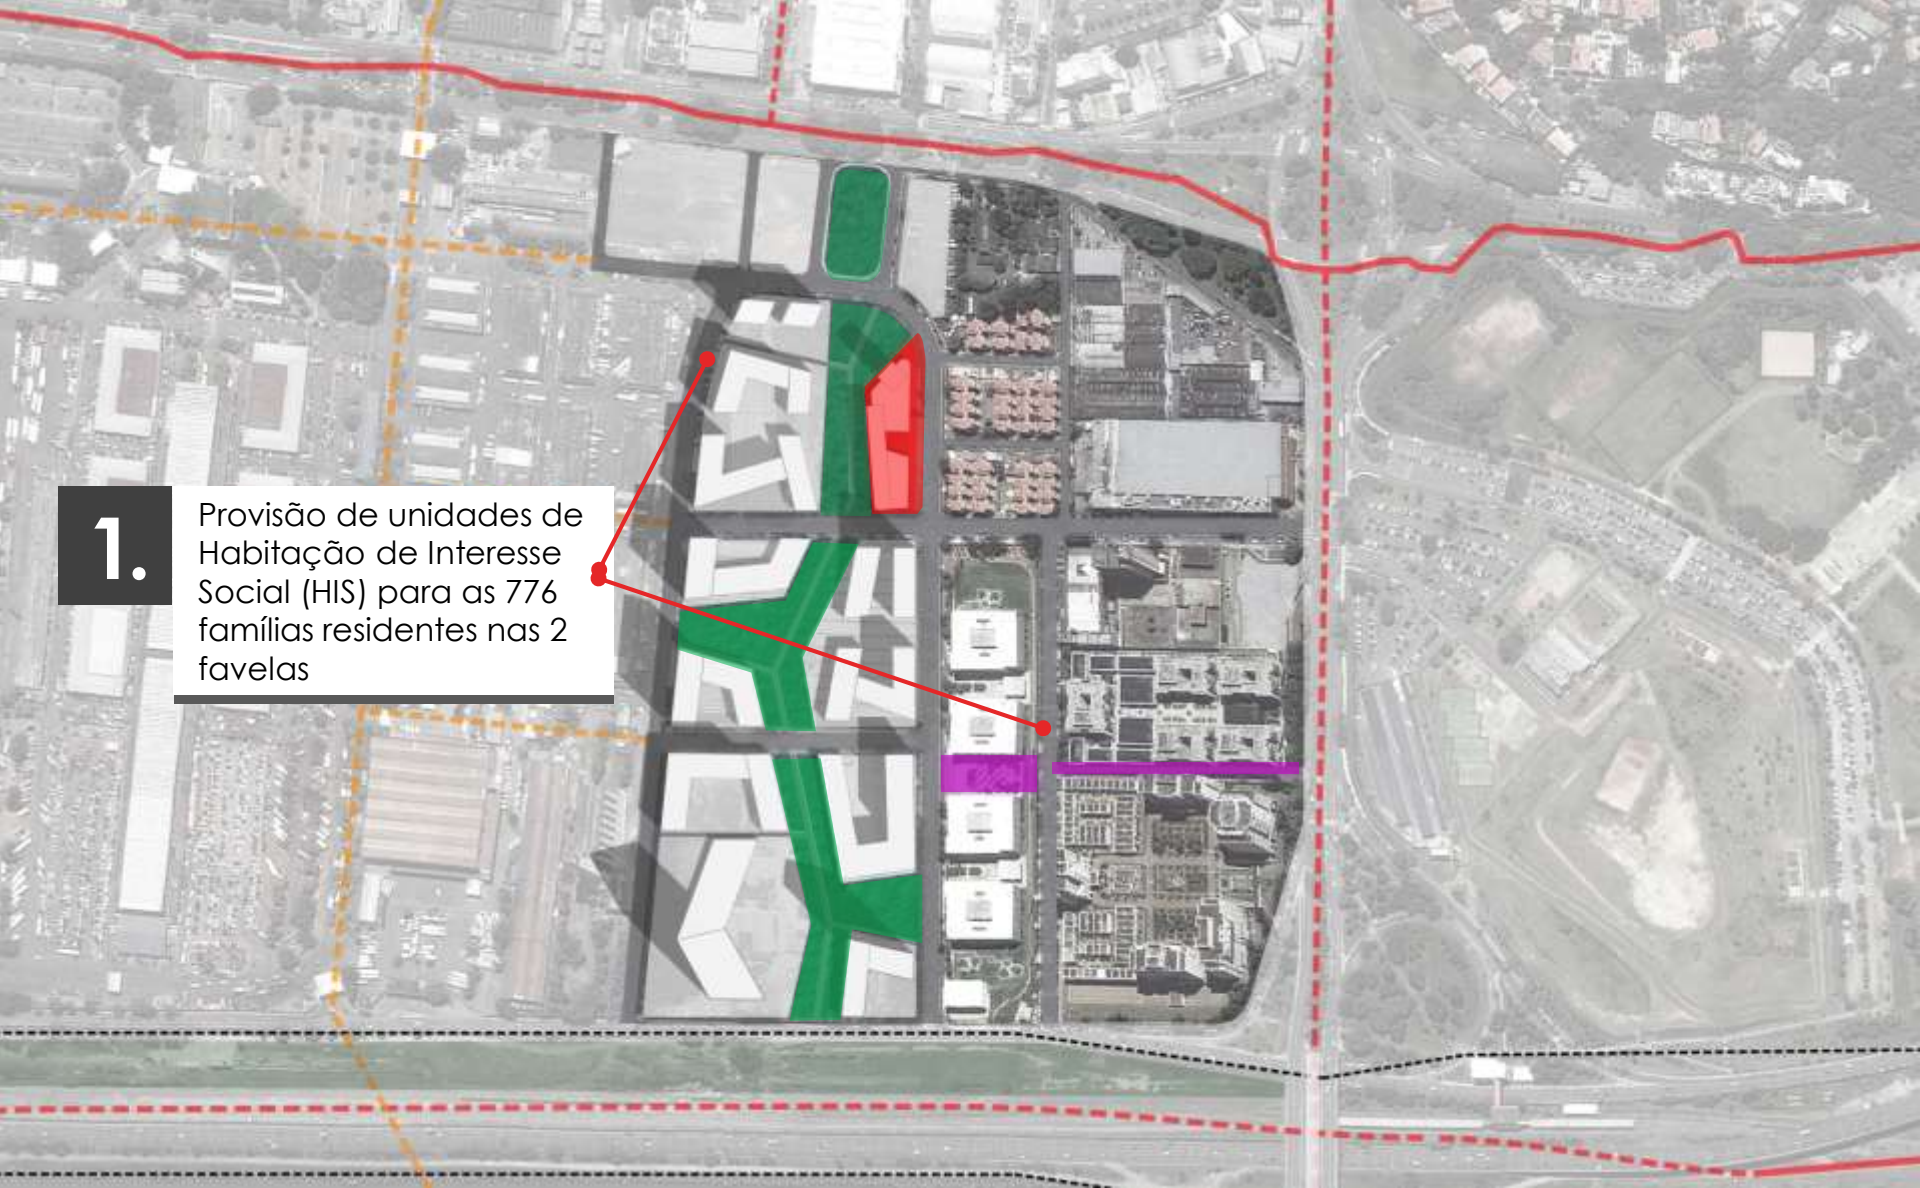 1.
Provisão de unidades de
Habitação de Interesse
Social (HIS) para as 776
famílias residentes nas 2
favelas